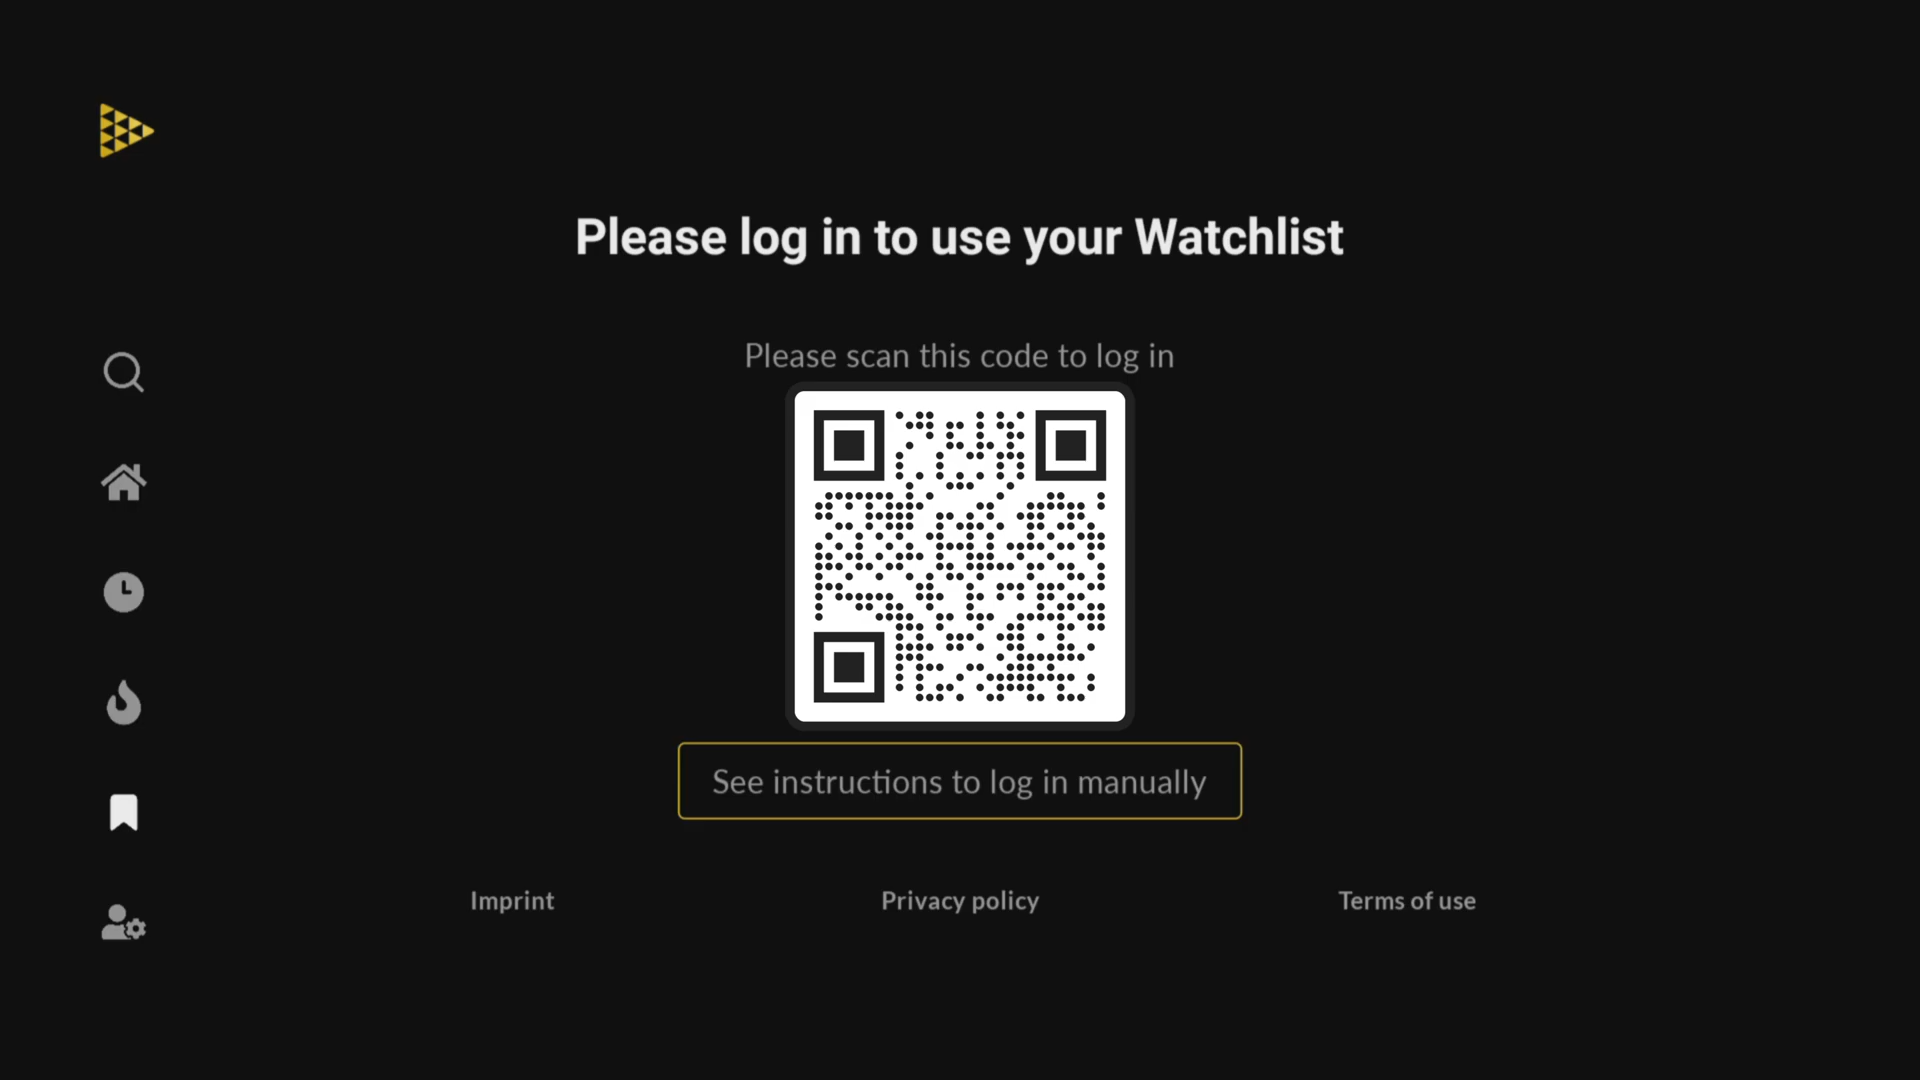 Please log in to use your Watchlist
Please scan this code to log in
See instructions to log in manually
Imprint
Privacy policy
Terms of use